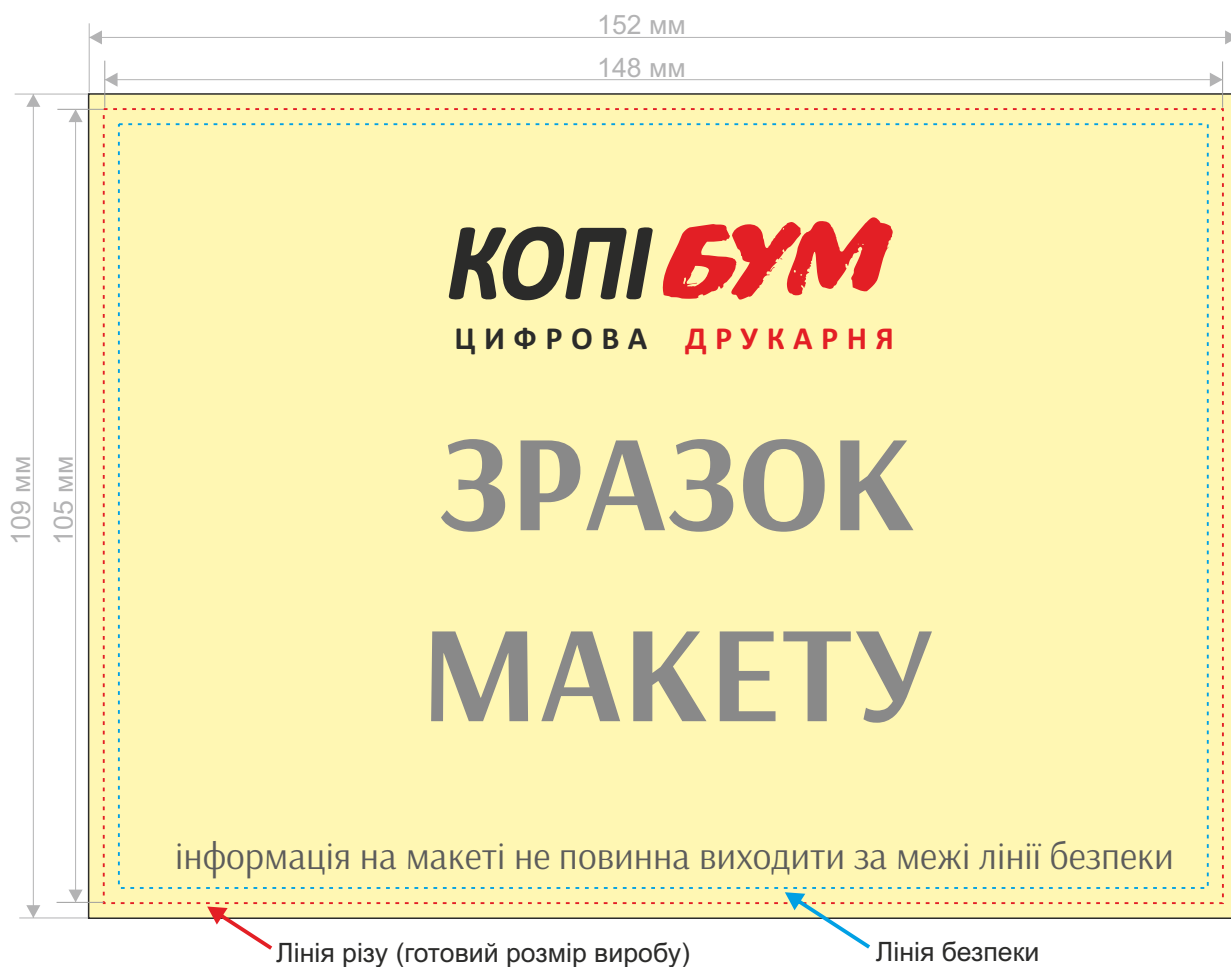 152 мм
148 мм
109 мм
105 мм
КОПІ БУМ
ЦИФРОВА ДРУКАРНЯ
ЗРАЗОК
МАКЕТУ
інформація на макеті не повинна виходити за межі лінії безпеки
Лінія різу (готовий розмір виробу)
Лінія безпеки